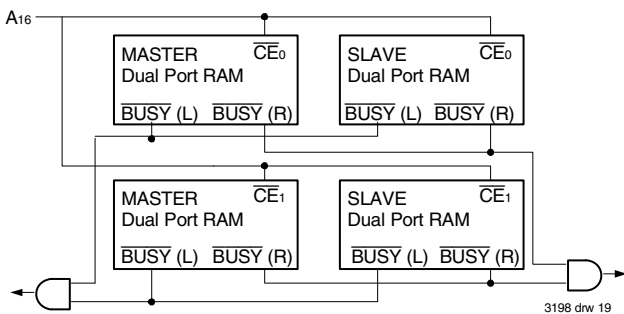 A16
MASTER CE0 SLAVE CE0
Dual Port RAM Dual Port RAM
BUSY (L) BUSY (R) BUSY (L) BUSY (R)
MASTER CE1 SLAVE CE1
Dual Port RAM Dual Port RAM
BUSY (L) BUSY (R) BUSY (L) BUSY (R)
3198 drw 19